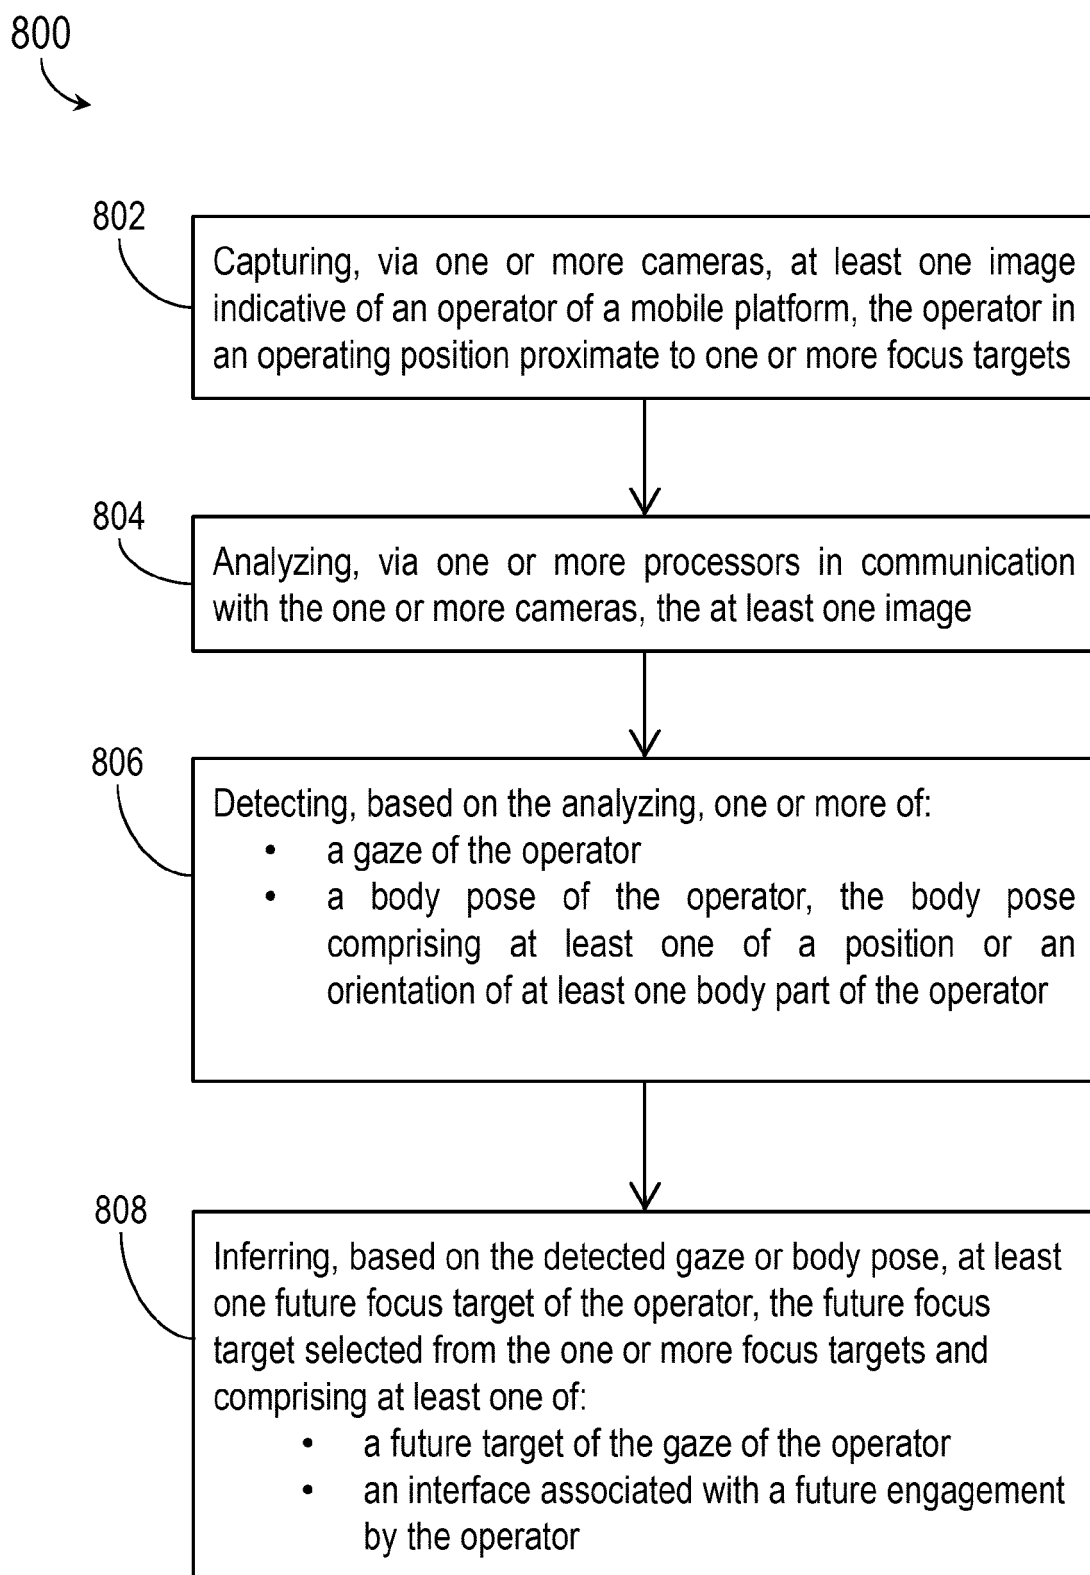 800
802
Capturing, via one or more cameras, at least one image
indicative of an operator of a mobile platform, the operator in
an operating position proximate to one or more focus targets
804
Analyzing, via one or more processors in communication
with the one or more cameras, the at least one image
806
Detecting, based on the analyzing, one or more of:
• a gaze of the operator
• a body pose of the operator, the body pose
comprising at least one of a position or an
orientation of at least one body part of the operator
808
Inferring, based on the detected gaze or body pose, at least
one future focus target of the operator, the future focus
target selected from the one or more focus targets and
comprising at least one of:
• a future target of the gaze of the operator
• an interface associated with a future engagement
by the operator